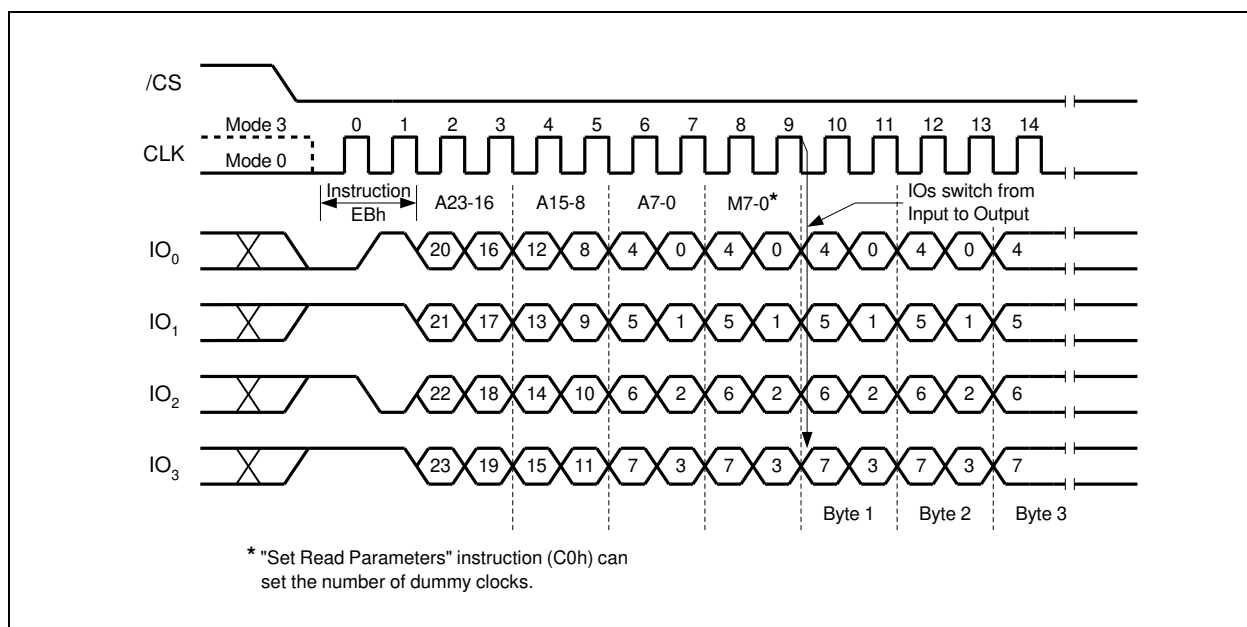 /CS
Mode 3 0 1 2 3 4 5 6 7 8 9 10 11 12 13 14
CLK
Mode 0
Instruction
EBh
A23-16 A15-8 A7-0 M7-0*
IOs switch from
Input to Output
IO0 20 16 12 8 4 0 4 0 4 0 4 0 4
IO1 21 17 13 9 5 1 5 1 5 1 5 1 5
IO2 22 18 14 10 6 2 6 2 6 2 6 2 6
IO3 23 19 15 11 7 3 7 3 7 3 7 3 7
Byte 1 Byte 2 Byte 3
* "Set Read Parameters" instruction (C0h) can
set the number of dummy clocks.